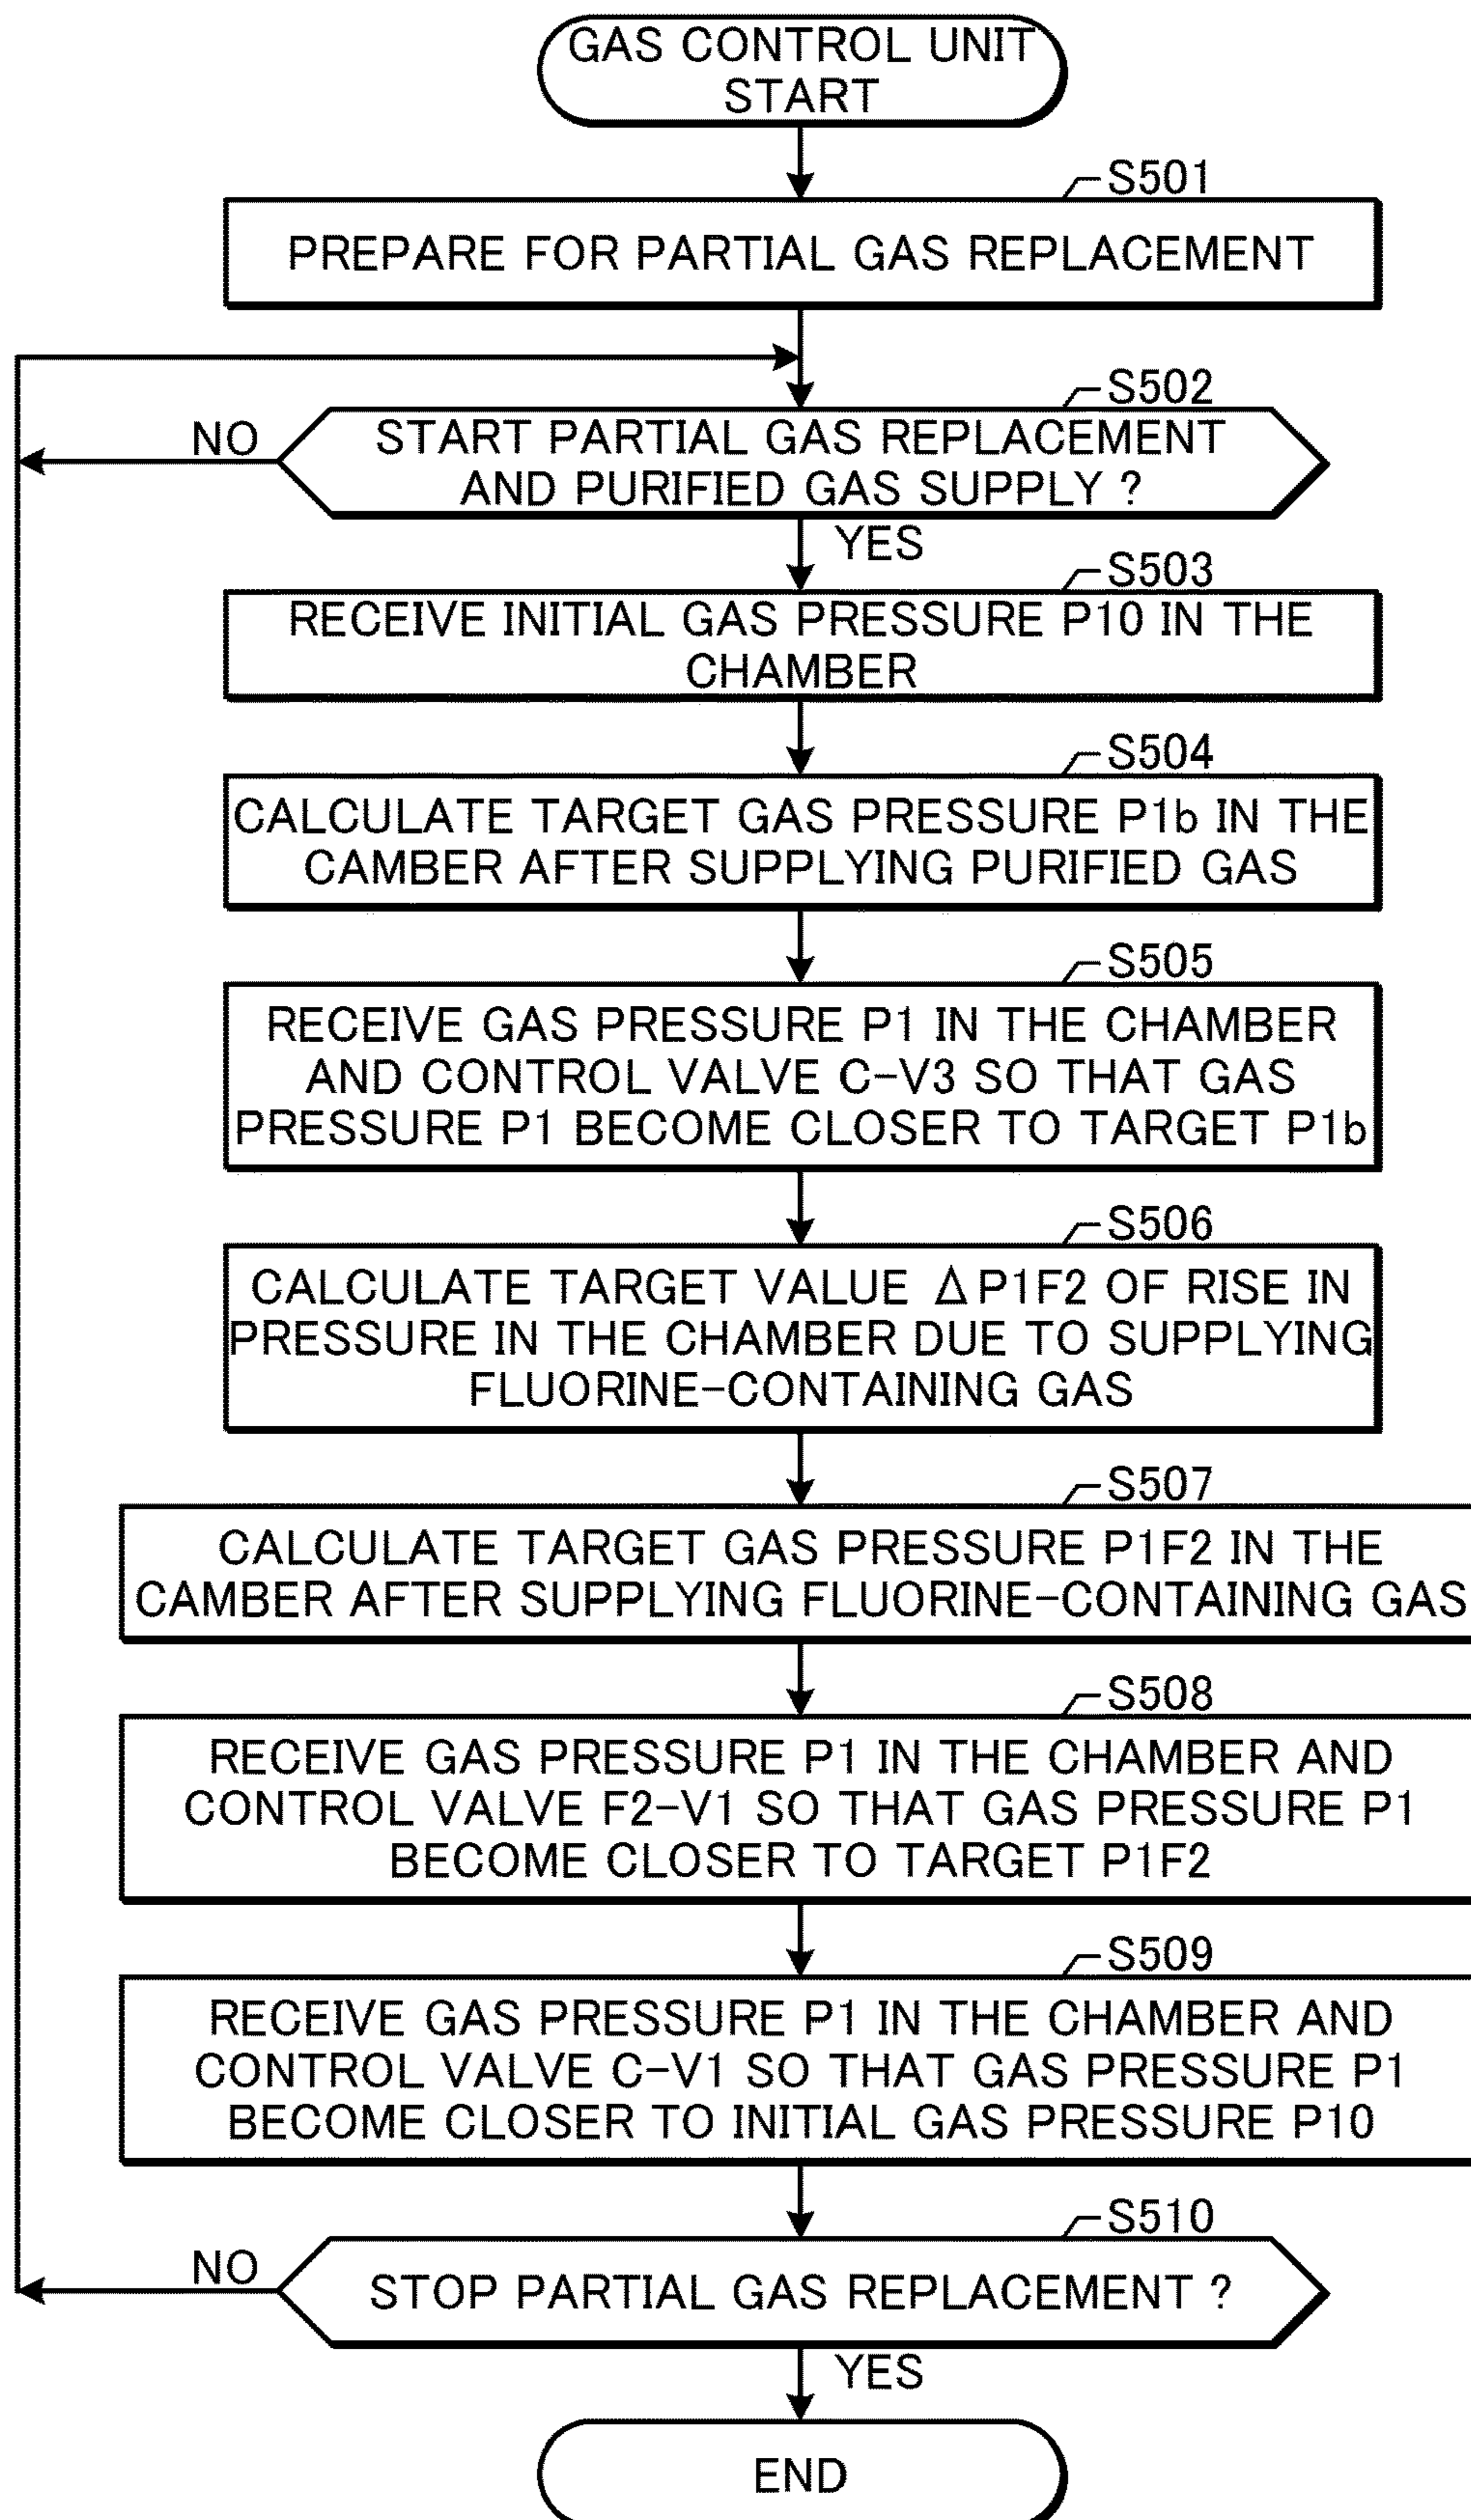 GAS CONTROL UNIT
START
S501
PREPARE FOR PARTIAL GAS REPLACEMENT
S502
NO
START PARTIAL GAS REPLACEMENT
AND PURIFIED GAS SUPPLY ?
YES
S503
RECEIVE INITIAL GAS PRESSURE P10 IN THE
CHAMBER
S504
CALCULATE TARGET GAS PRESSURE P1b IN THE
CAMBER AFTER SUPPLYING PURIFIED GAS
S505
RECEIVE GAS PRESSURE P1 IN THE CHAMBER
AND CONTROL VALVE C-V3 SO THAT GAS
PRESSURE P1 BECOME CLOSER TO TARGET P1b
S506
CALCULATE TARGET VALUE Δ P1F2 OF RISE IN
PRESSURE IN THE CHAMBER DUE TO SUPPLYING
FLUORINE-CONTAINING GAS
S507
CALCULATE TARGET GAS PRESSURE P1F2 IN THE
CAMBER AFTER SUPPLYING FLUORINE-CONTAINING GAS
S508
RECEIVE GAS PRESSURE P1 IN THE CHAMBER AND
CONTROL VALVE F2-V1 SO THAT GAS PRESSURE P1
BECOME CLOSER TO TARGET P1F2
S509
RECEIVE GAS PRESSURE P1 IN THE CHAMBER AND
CONTROL VALVE C-V1 SO THAT GAS PRESSURE P1
BECOME CLOSER TO INITIAL GAS PRESSURE P10
S510
NO
STOP PARTIAL GAS REPLACEMENT ?
YES
END